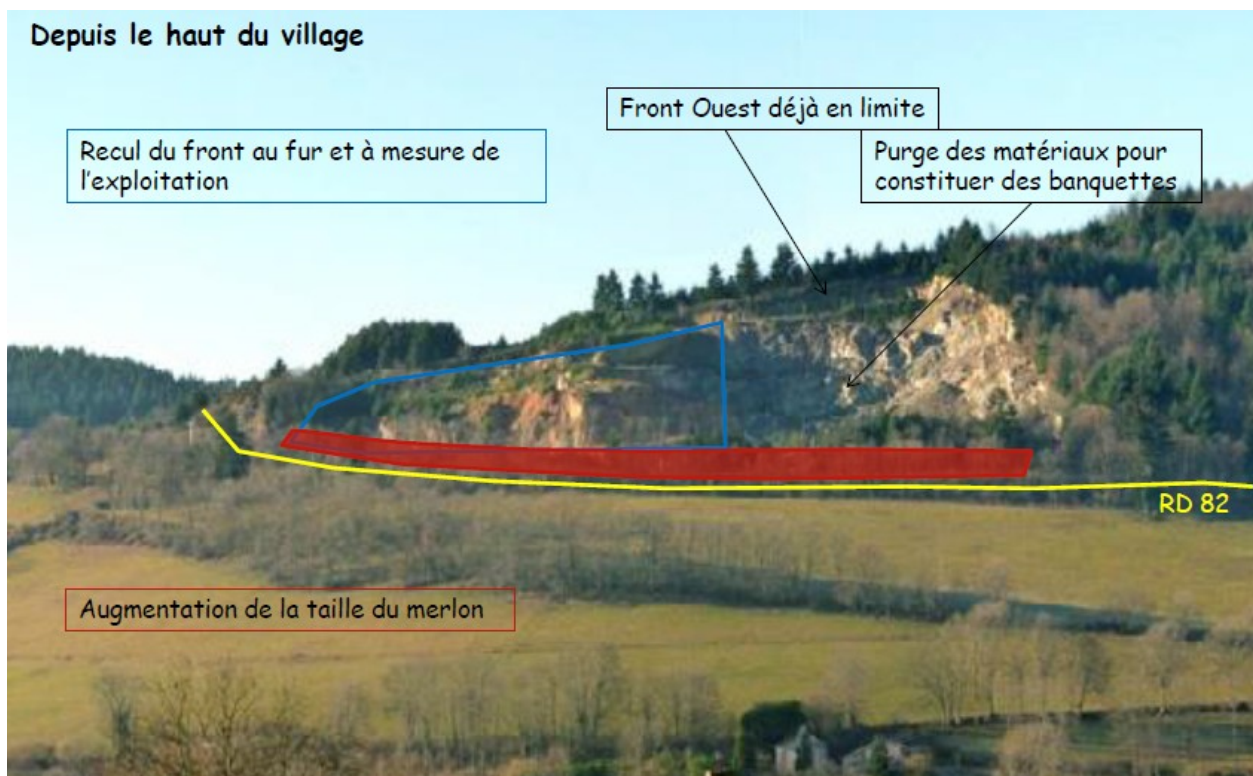 Depuis le haut du village
Front Ouest déjà en limite
Recul du front au fur et à mesure de
l'exploitation
Purge des matériaux pour
constituer des banquettes
RD 82
Augmentation de la taille du merlon